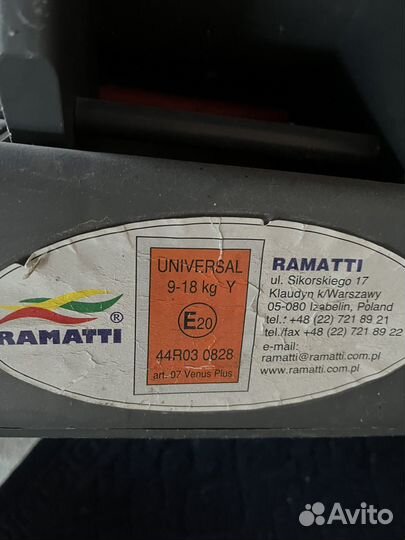 RAMATTI ®
UNIVERSAL
9-18 kg Y
E20
44R03 0828
art. 07 Venus Plus
RAMATTI
ul. Sikorskiego 17
Klaudyn k/Warszawy
05-080 Izabelin, Poland
tel.: +48 (22) 721 89 21
tel./fax +48 (22) 721 89 22
e-mail:
ramatti@ramatti.com.pl
www.ramatti.com.pl
Avito